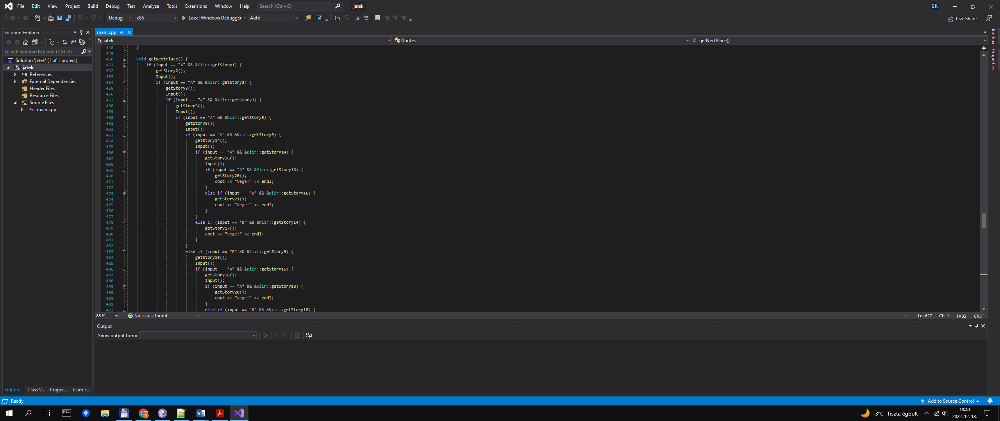 File Edit View Project Build Debug Test Analyze Tools Extensions Window Help Search (Ctrl+Q) jatek BR
Debug x86 Local Windows Debugger Auto Live Share
Solution Explorer
Search Solution Explorer (Ctrl+é)
Solution 'jatek' (1 of 1 project)
jatek
References
External Dependencies
Header Files
Resource Files
Source Files
main.cpp
Solutio... Class V... Proper... Team E...
main.cpp
jatek Dontes getNextPlace()
448 }
449
450 void getNextPlace() {
451 if (input == "A" && &Kiir::getStory1) {
452 getStory2();
453 Input();
454 if (input == "A" && &Kiir::getStory2) {
455 getStory3();
456 Input();
457 if (input == "A" && &Kiir::getStory3) {
458 getStory5();
459 Input();
460 if (input == "A" && &Kiir::getStory5) {
461 getStory9();
462 Input();
463 if (input == "A" && &Kiir::getStory9) {
464 getStory14();
465 Input();
466 if (input == "A" && &Kiir::getStory14) {
467 getStory16();
468 Input();
469 if (input == "A" && &Kiir::getStory16) {
470 getStory20();
471 cout << "Vege!" << endl;
472 }
473 else if (input == "B" && &Kiir::getStory16) {
474 getStory21();
475 cout << "Vege!" << endl;
476 }
477 }
478 else if (input == "B" && &Kiir::getStory14) {
479 getStory17();
480 cout << "Vege!" << endl;
481 }
482 }
483 else if (input == "B" && &Kiir::getStory9) {
484 getStory15();
485 Input();
486 if (input == "A" && &Kiir::getStory15) {
487 getStory18();
488 Input();
489 if (input == "A" && &Kiir::getStory18) {
490 getStory20();
491 cout << "Vege!" << endl;
492 }
493 else if (input == "B" && &Kiir::getStory18) {
88 % No issues found Ln: 627 Ch: 1 TABS CRLF
Output
Show output from:
Toolbox
Properties
Ready Add to Source Control
-3°C Tiszta égbolt
18:40
2022. 12. 18.